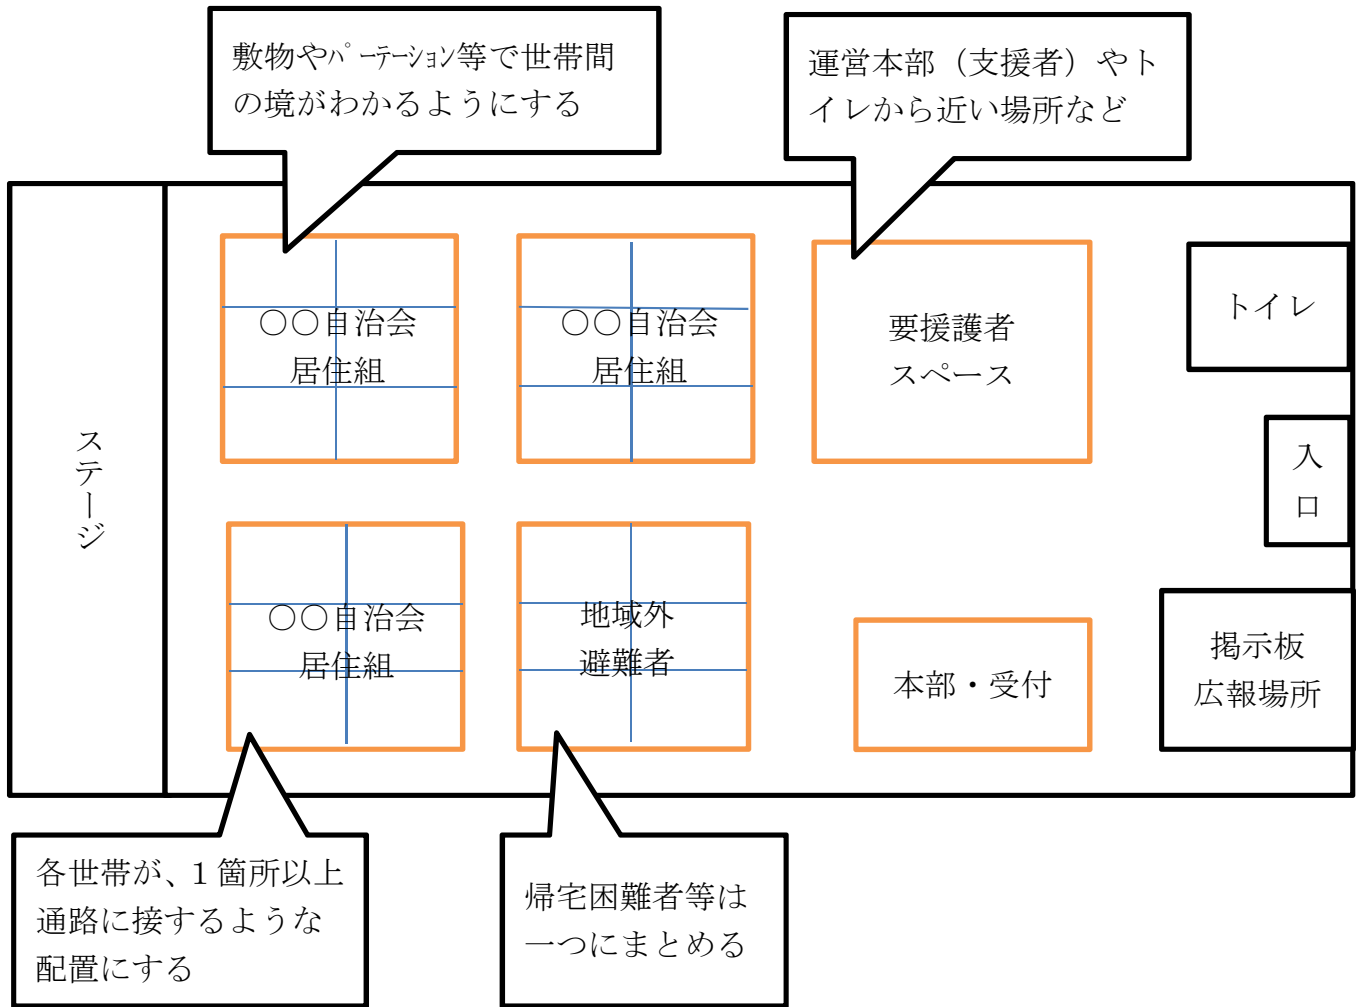 敷物やﾊﾟｰﾃｰｼｮﾝ等で世帯間
の境がわかるようにする
運営本部（支援者）やト
イレから近い場所など
ステージ
○○自治会
居住組
○○自治会
居住組
要援護者
スペース
トイレ
入口
○○自治会
居住組
地域外
避難者
本部・受付
掲示板
広報場所
各世帯が、１箇所以上
通路に接するような
配置にする
帰宅困難者等は
一つにまとめる